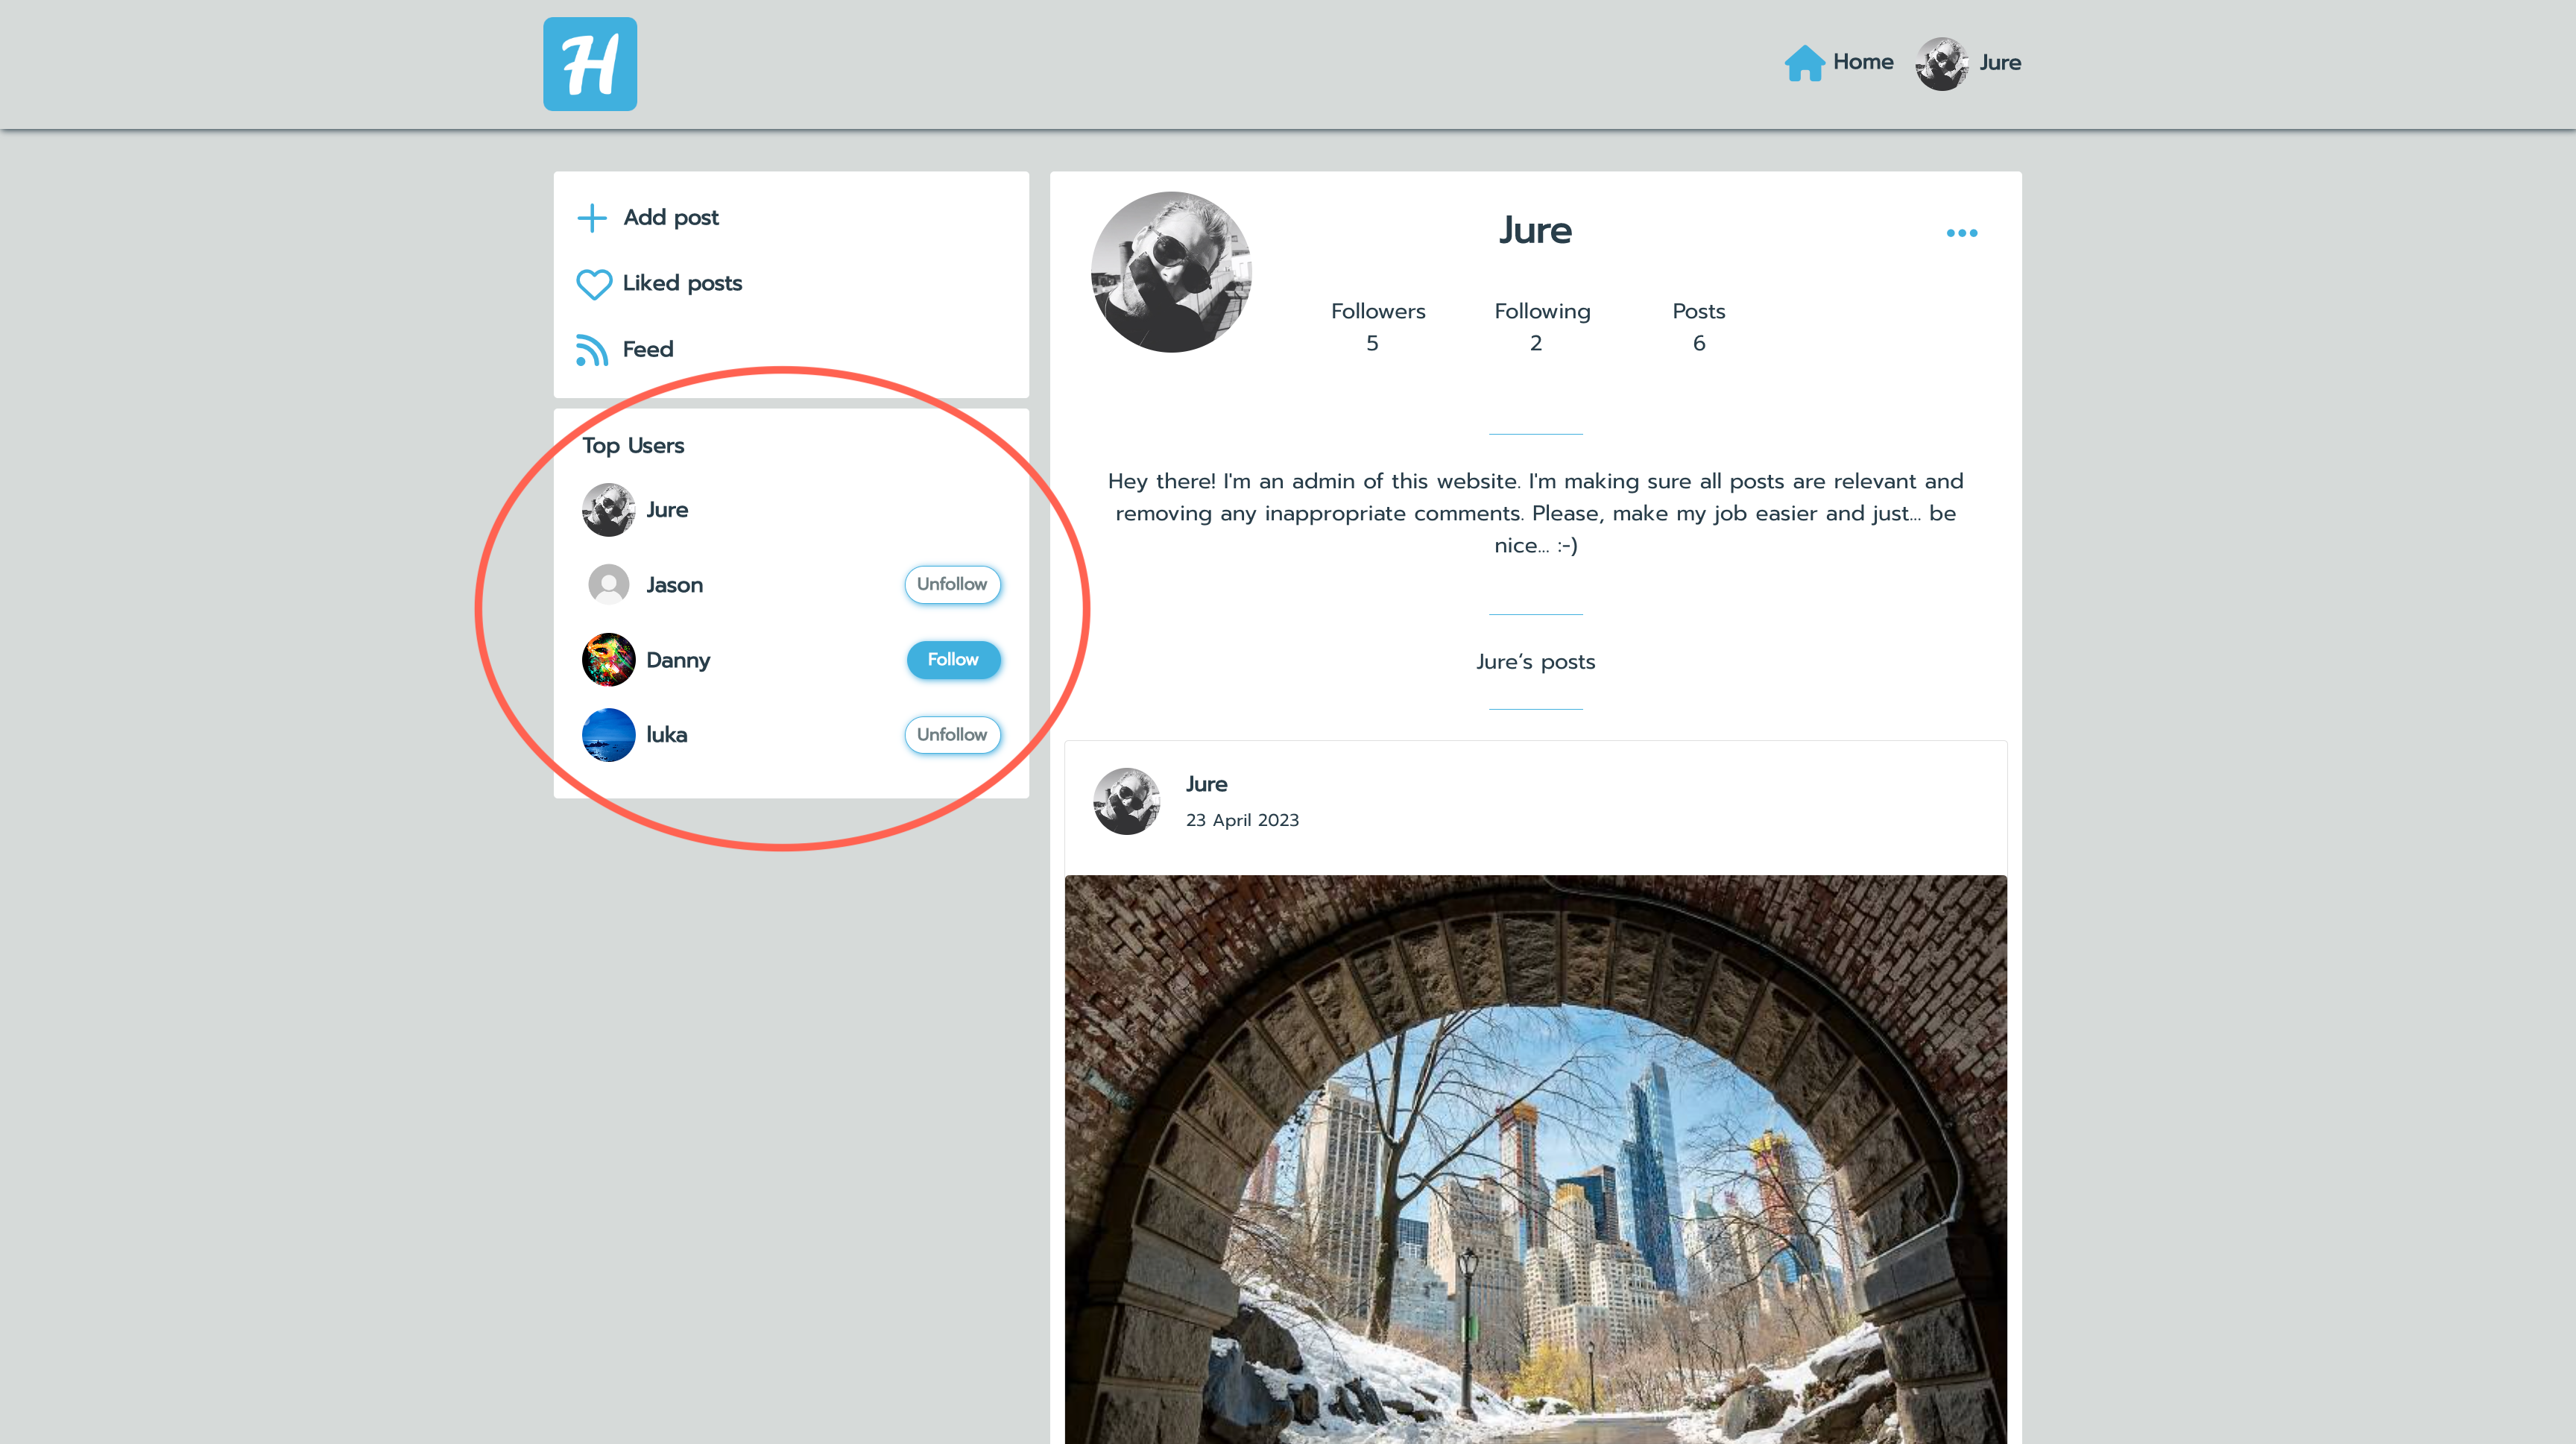 H
Home
Jure
Add post
Liked posts
Feed
Top Users
Jure
Jason
Unfollow
Danny
Follow
luka
Unfollow
Jure
Followers
Following
Posts
5
2
6
Hey there! I'm an admin of this website. I'm making sure all posts are relevant and
removing any inappropriate comments. Please, make my job easier and just... be
nice... :-)
Jure’s posts
Jure
23 April 2023